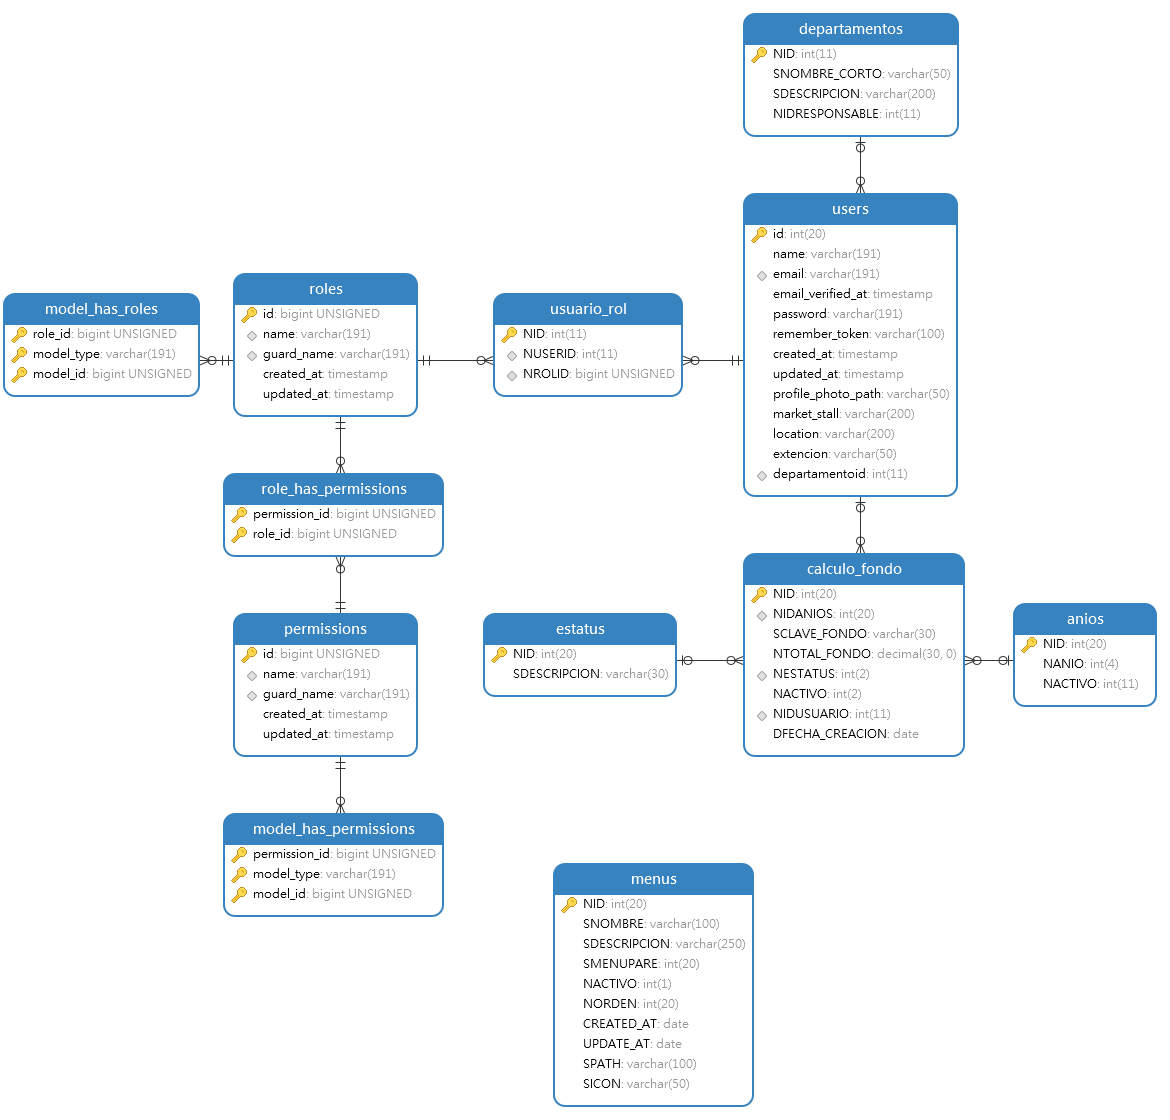 departamentos
NID: int(11)
SNOMBRE_CORTO: varchar(50)
SDESCRIPCION: varchar(200)
NIDRESPONSABLE: int(11)
users
id: int(20)
name: varchar(191)
email: varchar(191)
email_verified_at: timestamp
password: varchar(191)
remember_token: varchar(100)
created_at: timestamp
updated_at: timestamp
profile_photo_path: varchar(50)
market_stall: varchar(200)
location: varchar(200)
extencion: varchar(50)
departamentoid: int(11)
model_has_roles
role_id: bigint UNSIGNED
model_type: varchar(191)
model_id: bigint UNSIGNED
roles
id: bigint UNSIGNED
name: varchar(191)
guard_name: varchar(191)
created_at: timestamp
updated_at: timestamp
usuario_rol
NID: int(11)
NUSERID: int(11)
NROLID: bigint UNSIGNED
role_has_permissions
permission_id: bigint UNSIGNED
role_id: bigint UNSIGNED
permissions
id: bigint UNSIGNED
name: varchar(191)
guard_name: varchar(191)
created_at: timestamp
updated_at: timestamp
estatus
NID: int(20)
SDESCRIPCION: varchar(30)
calculo_fondo
NID: int(20)
NIDANIOS: int(20)
SCLAVE_FONDO: varchar(30)
NTOTAL_FONDO: decimal(30, 0)
NESTATUS: int(2)
NACTIVO: int(2)
NIDUSUARIO: int(11)
DFECHA_CREACION: date
anios
NID: int(20)
NANIO: int(4)
NACTIVO: int(11)
model_has_permissions
permission_id: bigint UNSIGNED
model_type: varchar(191)
model_id: bigint UNSIGNED
menus
NID: int(20)
SNOMBRE: varchar(100)
SDESCRIPCION: varchar(250)
SMENUPARE: int(20)
NACTIVO: int(1)
NORDEN: int(20)
CREATED_AT: date
UPDATE_AT: date
SPATH: varchar(100)
SICON: varchar(50)